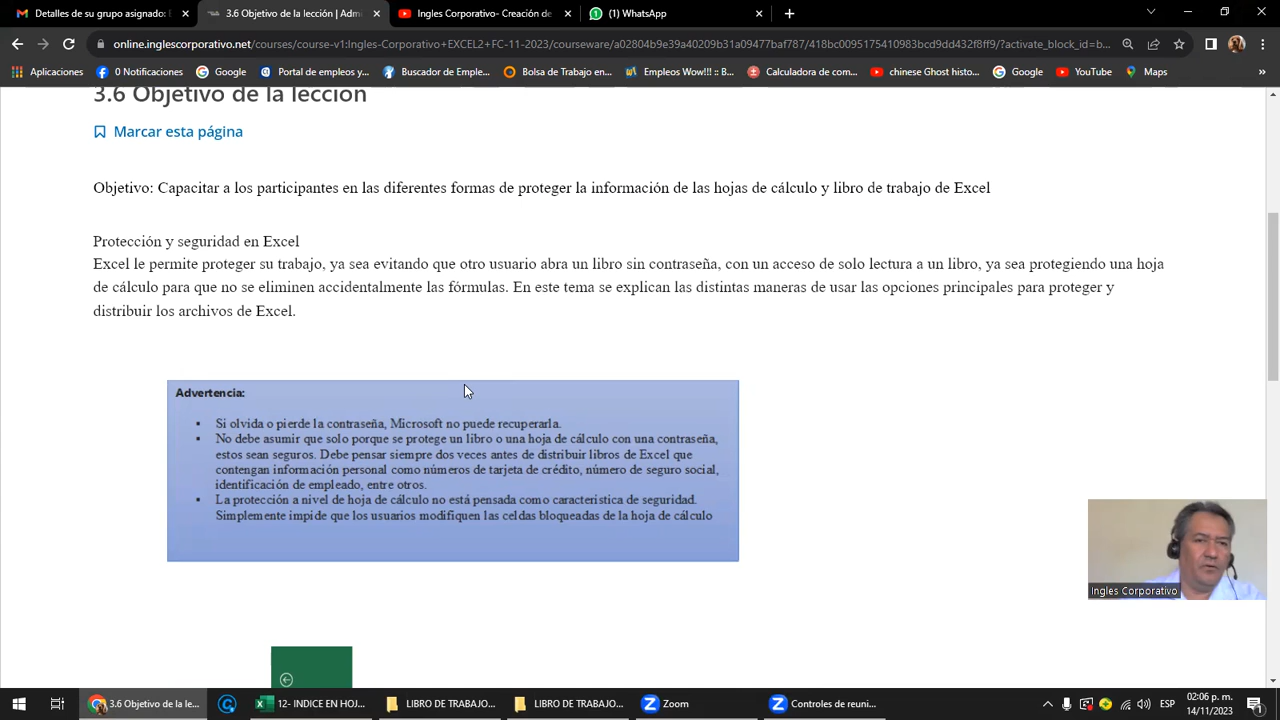 Detalles de su grupo asignado: I
3.6 Objetivo de la lección | Adm
Ingles Corporativo- Creación de
(1) WhatsApp
online.inglescorporativo.net/courses/course-v1:Ingles-Corporativo+EXCEL2+FC-11-2023/courseware/a02804b9e39a40209b31a09477baf787/418bc0095175410983bcd9dd432f8ff9/?activate_block_id=b...
Aplicaciones
0 Notificaciones
Google
Portal de empleos y...
Buscador de Emple...
Bolsa de Trabajo en...
Empleos Wow!!! :: B...
Calculadora de com...
chinese Ghost histo...
Google
YouTube
Maps
3.6 Objetivo de la lección
Marcar esta página
Objetivo: Capacitar a los participantes en las diferentes formas de proteger la información de las hojas de cálculo y libro de trabajo de Excel
Protección y seguridad en Excel
Excel le permite proteger su trabajo, ya sea evitando que otro usuario abra un libro sin contraseña, con un acceso de solo lectura a un libro, ya sea protegiendo una hoja
de cálculo para que no se eliminen accidentalmente las fórmulas. En este tema se explican las distintas maneras de usar las opciones principales para proteger y
distribuir los archivos de Excel.
Advertencia:
▪ Si olvida o pierde la contraseña, Microsoft no puede recuperarla.
▪ No debe asumir que solo porque se protege un libro o una hoja de cálculo con una contraseña,
estos sean seguros. Debe pensar siempre dos veces antes de distribuir libros de Excel que
contengan información personal como números de tarjeta de crédito, número de seguro social,
identificación de empleado, entre otros.
▪ La protección a nivel de hoja de cálculo no está pensada como característica de seguridad.
Simplemente impide que los usuarios modifiquen las celdas bloqueadas de la hoja de cálculo
Ingles Corporativo
3.6 Objetivo de la le...
12- INDICE EN HOJ...
LIBRO DE TRABAJO...
LIBRO DE TRABAJO...
Zoom
Controles de reuni...
ESP
02:06 p. m.
14/11/2023
1